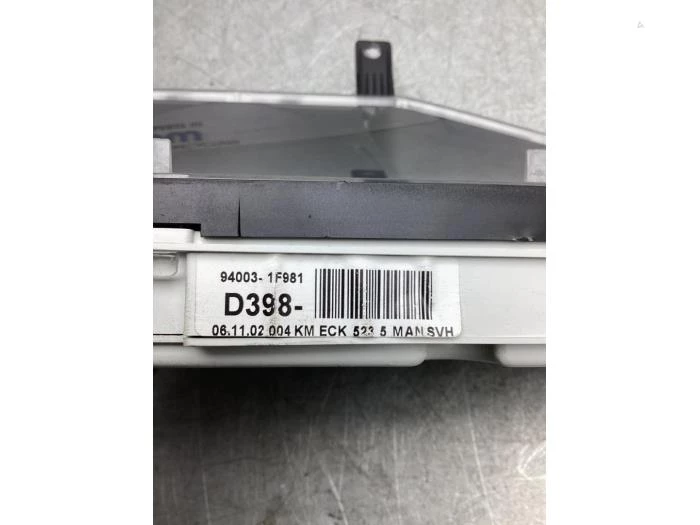 94003- 1F981
D398-
06.11.02 004 KM ECK 523 5 MAN SVH